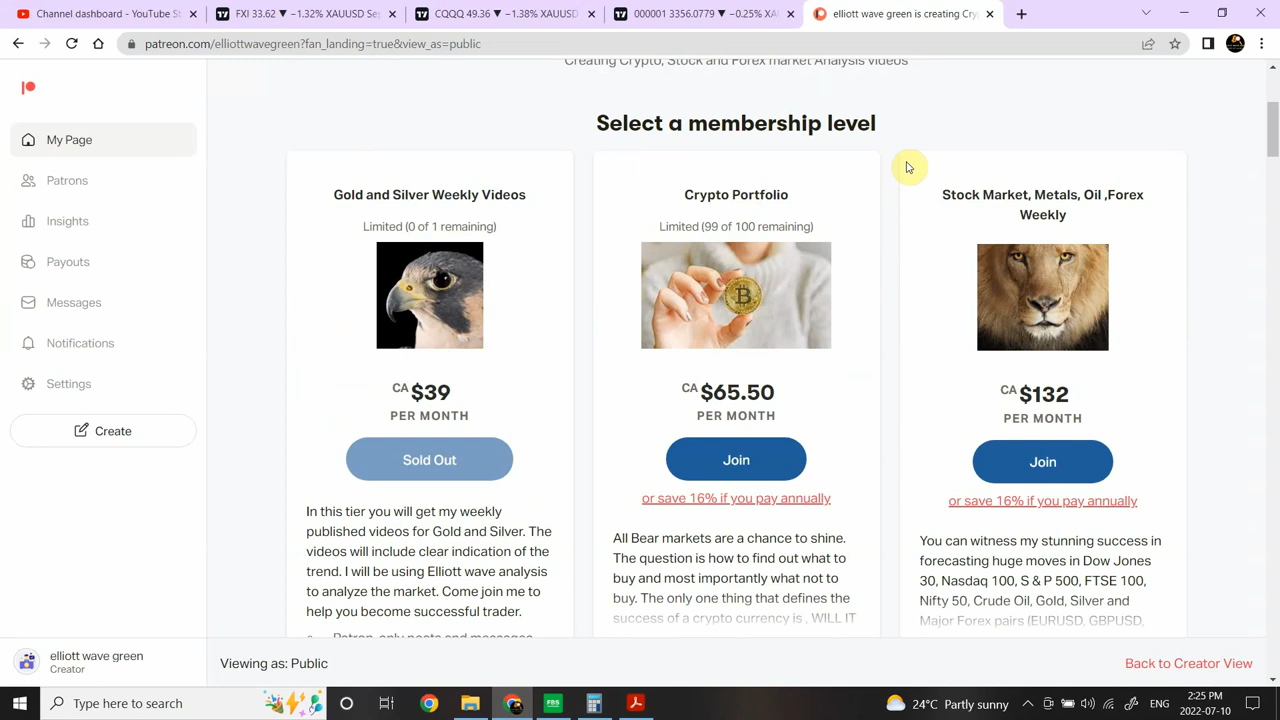 Channel dashboard - YouTube St
FXI 33.62 ▼ −1.32% XAUUSD Se
CQQQ 49.36 ▼ −1.38% XAUUSD
000001 3356.0779 ▼ −0.25% XA
elliott wave green is creating Cry
patreon.com/elliottwavegreen?fan_landing=true&view_as=public
Creating Crypto, Stock and Forex market Analysis videos
Select a membership level
My Page
Patrons
Insights
Payouts
Messages
Notifications
Settings
Create
elliott wave green
Creator
Gold and Silver Weekly Videos
Limited (0 of 1 remaining)
CA $39
PER MONTH
Sold Out
In this tier you will get my weekly
published videos for Gold and Silver. The
videos will include clear indication of the
trend. I will be using Elliott wave analysis
to analyze the market. Come join me to
help you become successful trader.
Patron-only posts and messages
Crypto Portfolio
Limited (99 of 100 remaining)
CA $65.50
PER MONTH
Join
or save 16% if you pay annually
All Bear markets are a chance to shine.
The question is how to find out what to
buy and most importantly what not to
buy. The only one thing that defines the
success of a crypto currency is , WILL IT
Stock Market, Metals, Oil ,Forex
Weekly
CA $132
PER MONTH
Join
or save 16% if you pay annually
You can witness my stunning success in
forecasting huge moves in Dow Jones
30, Nasdaq 100, S & P 500, FTSE 100,
Nifty 50, Crude Oil, Gold, Silver and
Major Forex pairs (EURUSD, GBPUSD,
Viewing as: Public
Back to Creator View
Type here to search
FBS
24°C Partly sunny
ENG
2:25 PM
2022-07-10